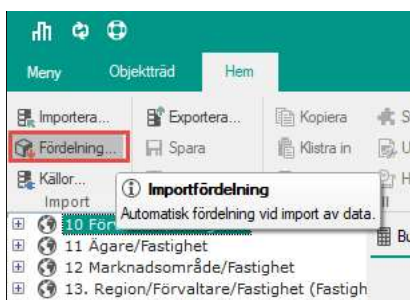 Meny Objektträd Hem
Importera... Exportera... Kopiera S
Fördelning... Spara Klistra in U
Källor... H
Import
Importfördelning
Automatisk fördelning vid import av data.
10 Förv
11 Ägare/Fastighet
12 Marknadsområde/Fastighet
13. Region/Förvaltare/Fastighet (Fastigh